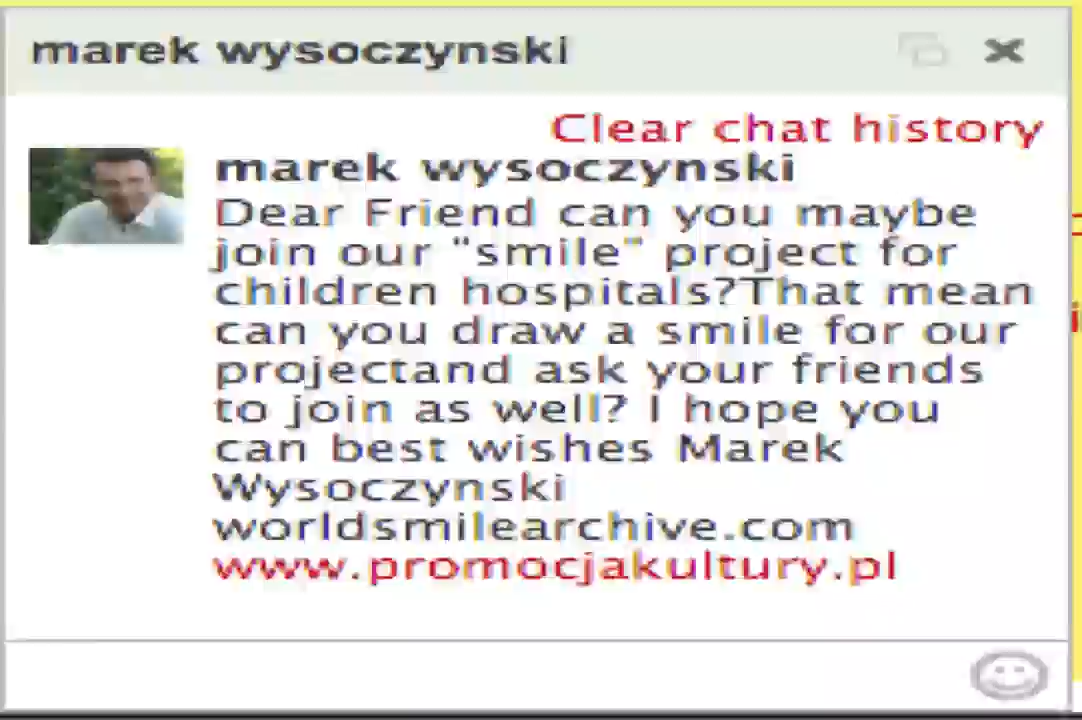 marek wysoczynski
Clear chat history
marek wysoczynski
Dear Friend can you maybe
join our "smile" project for
children hospitals?That mean
can you draw a smile for our
projectand ask your friends
to join as well? I hope you
can best wishes Marek
Wysoczynski
worldsmilearchive.com
www.promocjakultury.pl